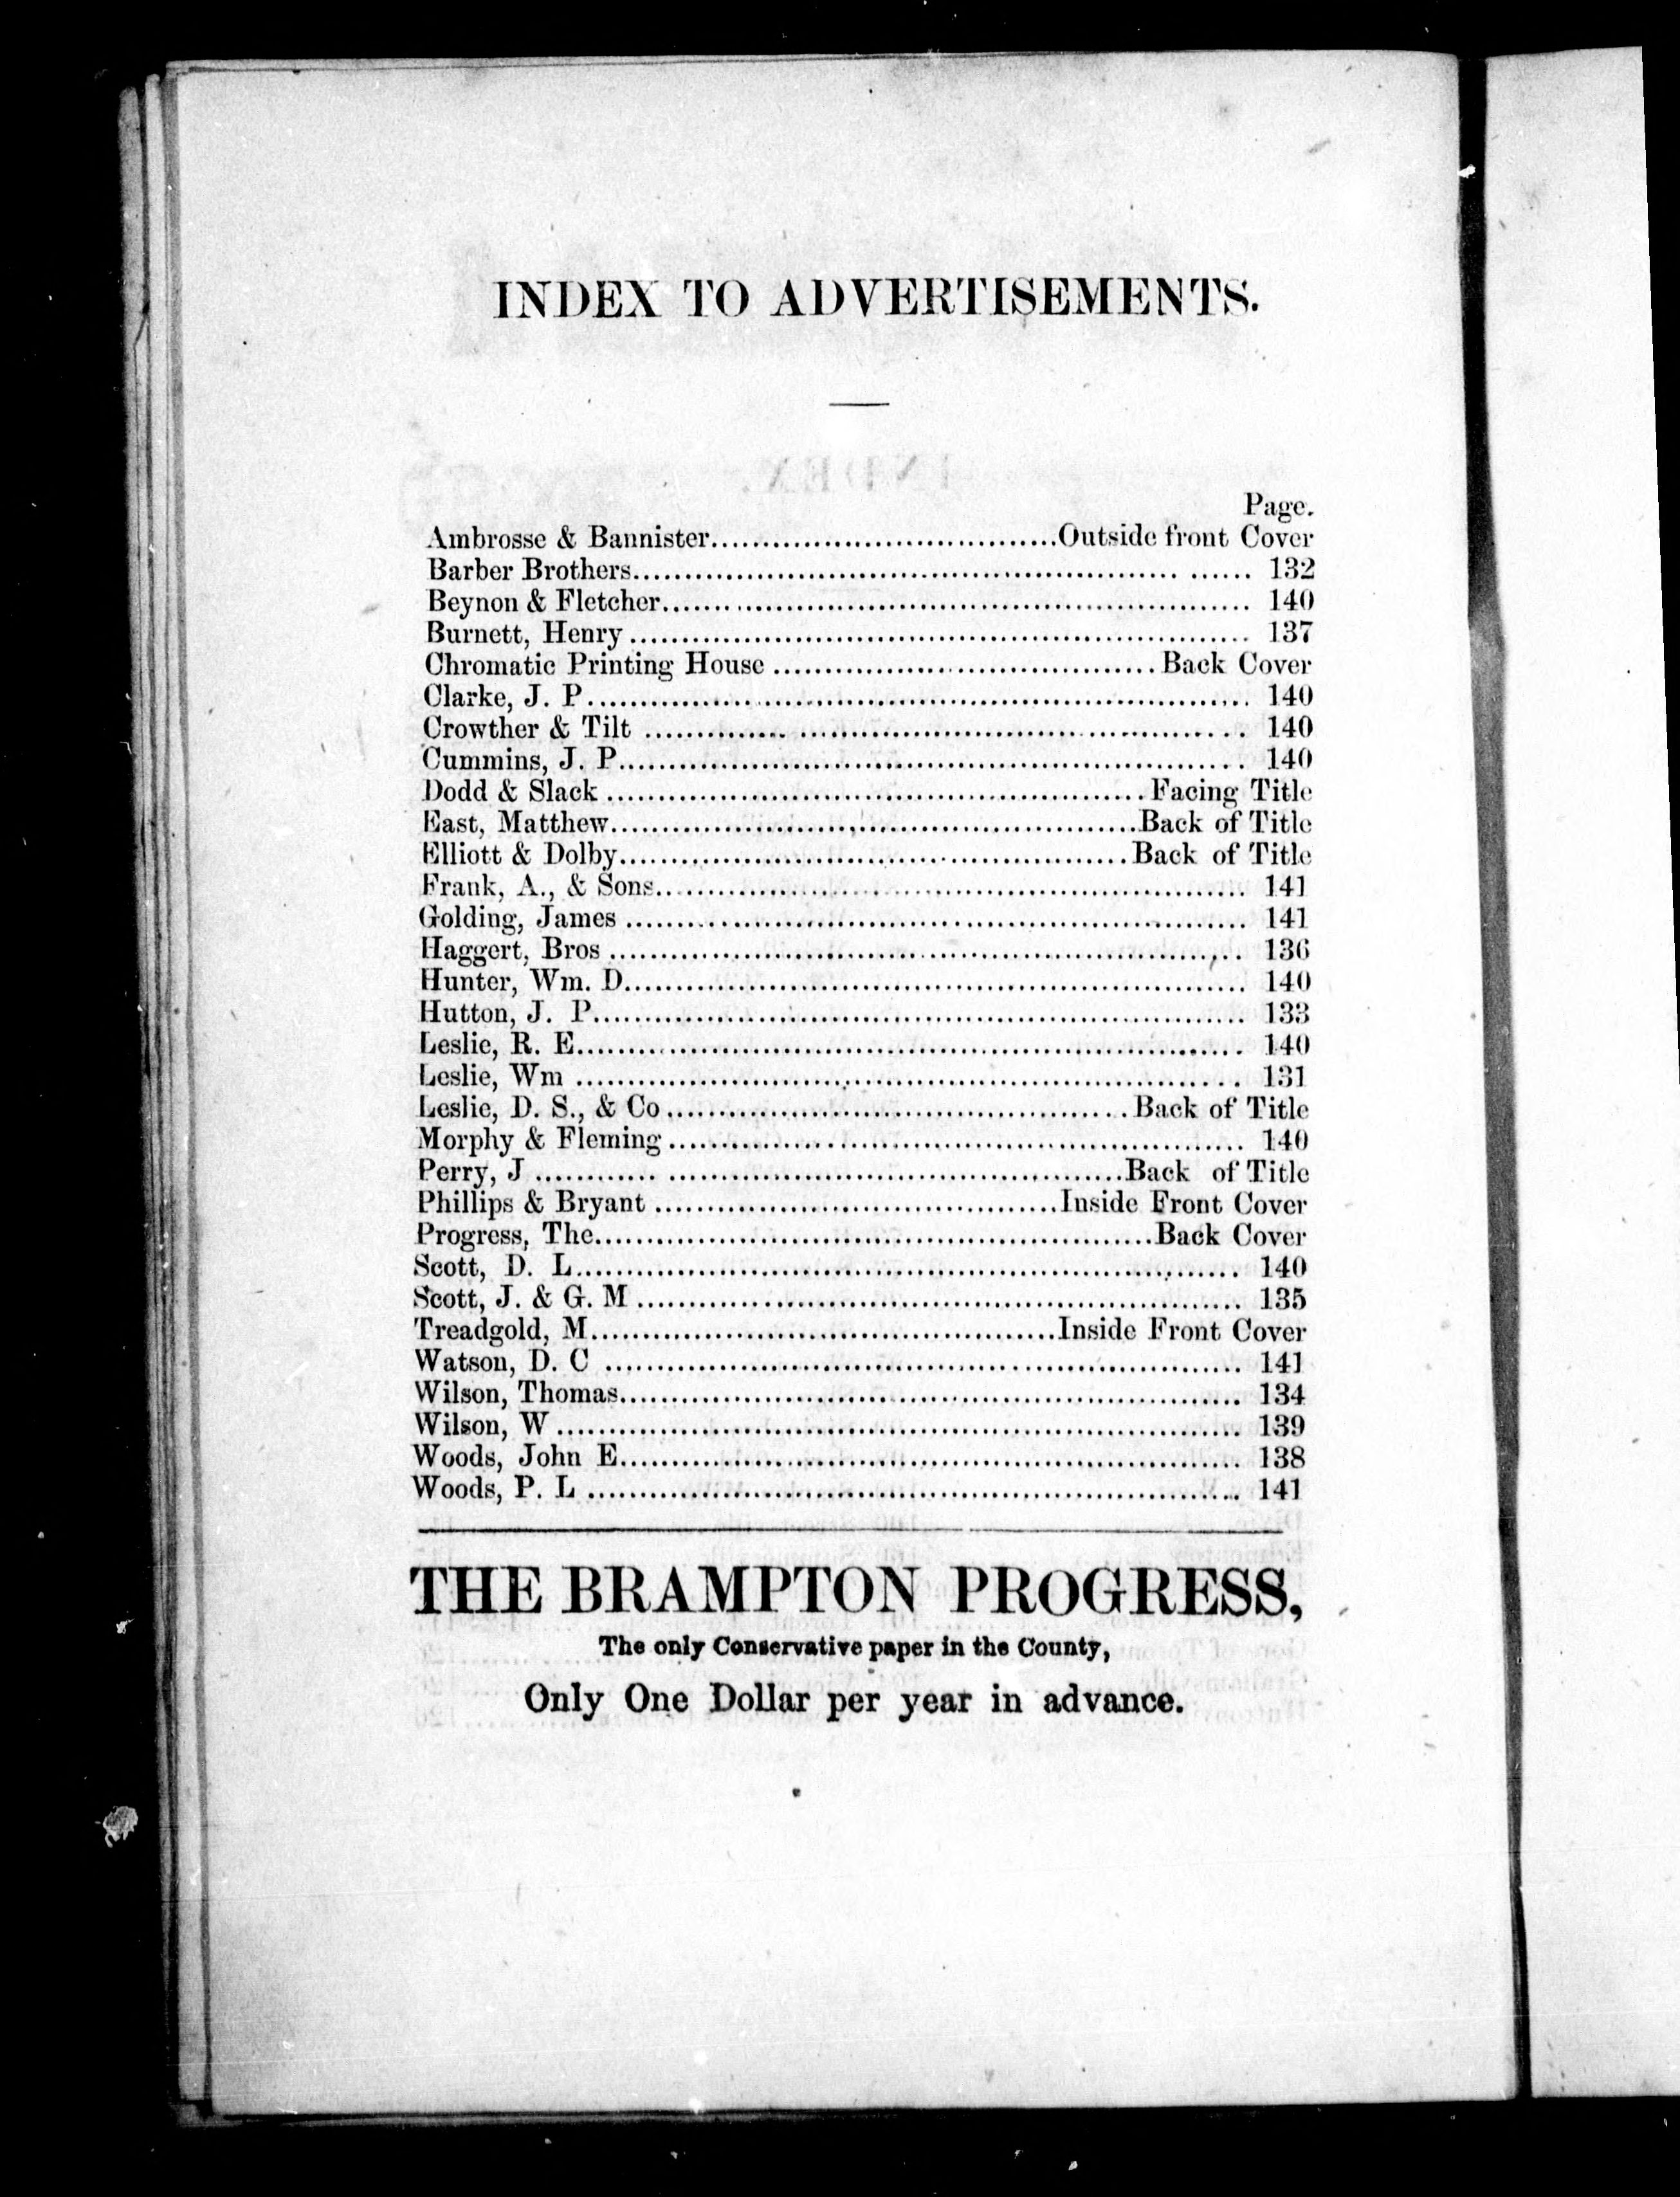 INDEX TO ADVERTISEMENTS.
Page.
Ambrosse & Bannister..................................Outside front Cover
Barber Brothers.......................................................... 132
Beynon & Fletcher....................................................... 140
Burnett, Henry........................................................... 137
Chromatic Printing House .....................................Back Cover
Clarke, J. P............................................................... 140
Crowther & Tilt .......................................................... 140
Cummins, J. P............................................................ 140
Dodd & Slack ....................................................Facing Title
East, Matthew...................................................Back of Title
Elliott & Dolby.................................................Back of Title
Frank, A., & Sons........................................................ 141
Golding, James ........................................................... 141
Haggert, Bros ............................................................ 136
Hunter, Wm. D........................................................... 140
Hutton, J. P.............................................................. 133
Leslie, R. E............................................................... 140
Leslie, Wm ............................................................... 131
Leslie, D. S., & Co.............................................Back of Title
Morphy & Fleming....................................................... 140
Perry, J .........................................................Back of Title
Phillips & Bryant .......................................Inside Front Cover
Progress, The.....................................................Back Cover
Scott, D. L............................................................... 140
Scott, J. & G. M.......................................................... 135
Treadgold, M.............................................Inside Front Cover
Watson, D. C ............................................................. 141
Wilson, Thomas........................................................... 134
Wilson, W ................................................................. 139
Woods, John E............................................................ 138
Woods, P. L ............................................................... 141
THE BRAMPTON PROGRESS,
The only Conservative paper in the County,
Only One Dollar per year in advance.